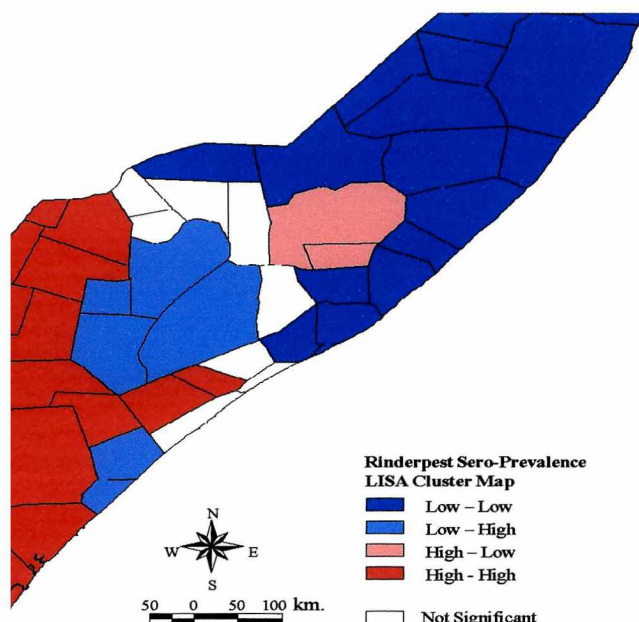 Rinderpest Sero-Prevalence
LISA Cluster Map
Low – Low
Low – High
High – Low
High - High
Not Significant
N
W E
S
50 0 50 100 km.